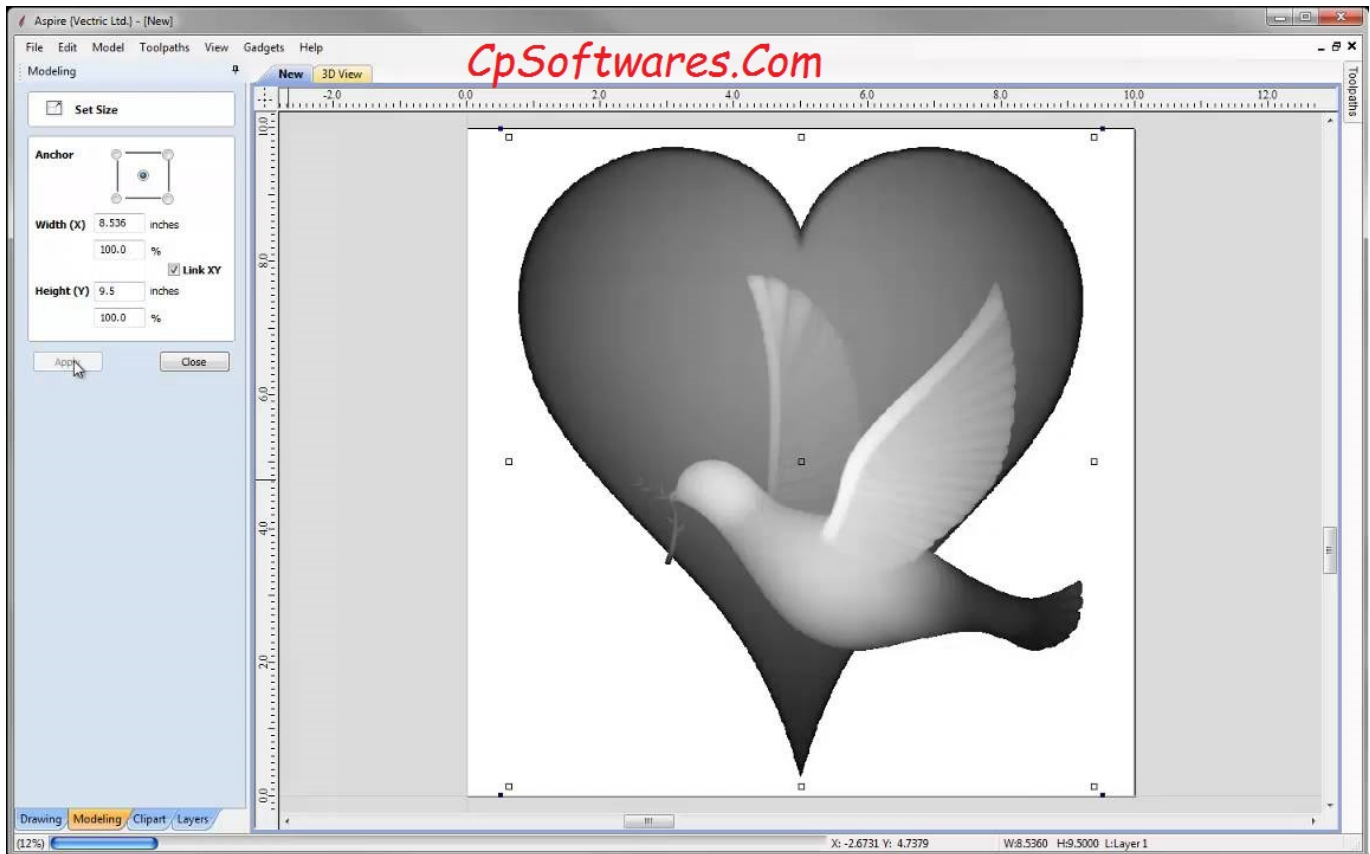 Aspire {Vectric Ltd.} - [New]
File Edit Model Toolpaths View Gadgets Help
CpSoftwares.Com
Modeling
New 3D View
Toolpaths
-2.0 0.0 2.0 4.0 6.0 8.0 10.0 12.0
10.0
8.0
6.0
4.0
2.0
0.0
Set Size
Anchor
Width (X) 8.536 inches
100.0 %
Link XY
Height (Y) 9.5 inches
100.0 %
Apply Close
Drawing Modeling Clipart Layers
(12%) X: -2.6731 Y: 4.7379 W:8.5360 H:9.5000 L:Layer 1